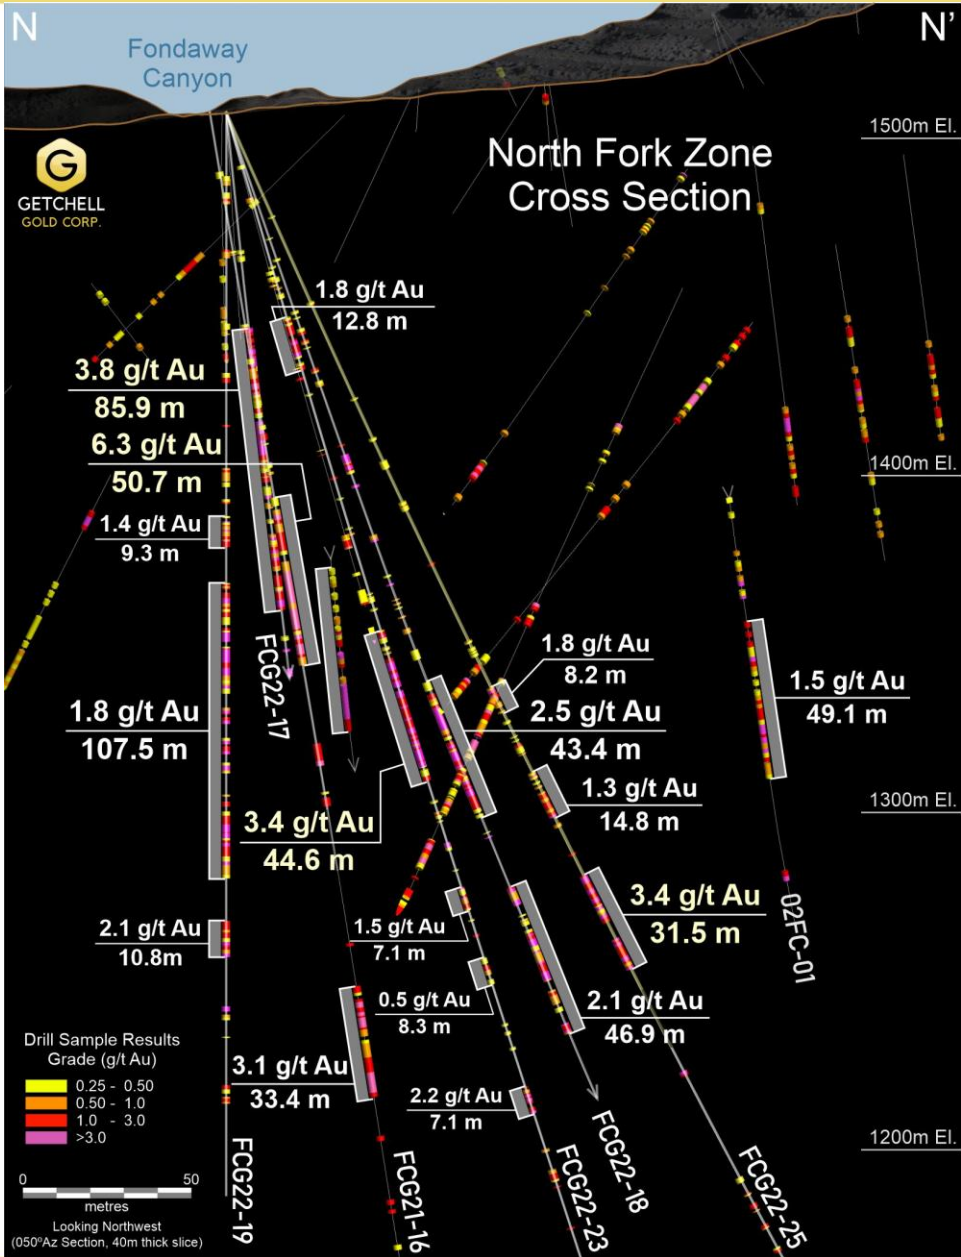 N
N'
Fondaway
Canyon
1500m El.
North Fork Zone
Cross Section
G
GETCHELL
GOLD CORP.
1.8 g/t Au
12.8 m
3.8 g/t Au
85.9 m
6.3 g/t Au
50.7 m
1400m El.
1.4 g/t Au
9.3 m
FCG22-17
1.8 g/t Au
8.2 m
1.5 g/t Au
49.1 m
1.8 g/t Au
107.5 m
2.5 g/t Au
43.4 m
1.3 g/t Au
14.8 m
1300m El.
3.4 g/t Au
44.6 m
02FC-01
3.4 g/t Au
31.5 m
2.1 g/t Au
10.8m
1.5 g/t Au
7.1 m
0.5 g/t Au
8.3 m
2.1 g/t Au
46.9 m
Drill Sample Results
Grade (g/t Au)
0.25 - 0.50
0.50 - 1.0
1.0 - 3.0
>3.0
3.1 g/t Au
33.4 m
2.2 g/t Au
7.1 m
1200m El.
FCG22-19
FCG21-16
FCG22-23
FCG22-18
FCG22-25
0 50
metres
Looking Northwest
(050ºAz Section, 40m thick slice)